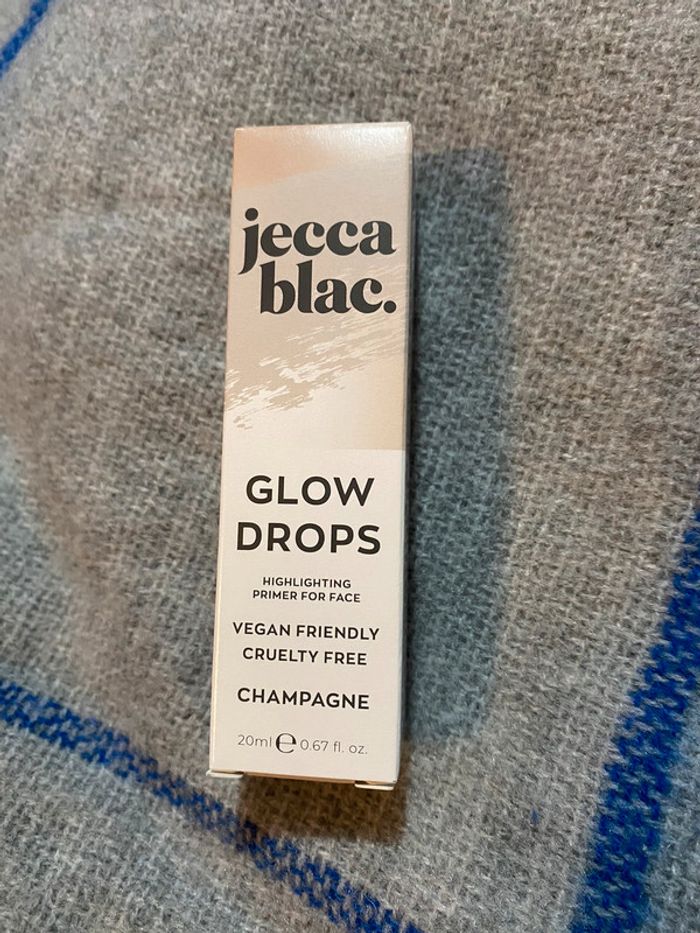 jecca
blac.
GLOW
DROPS
HIGHLIGHTING
PRIMER FOR FACE
VEGAN FRIENDLY
CRUELTY FREE
CHAMPAGNE
20ml ℮ 0.67 fl. oz.